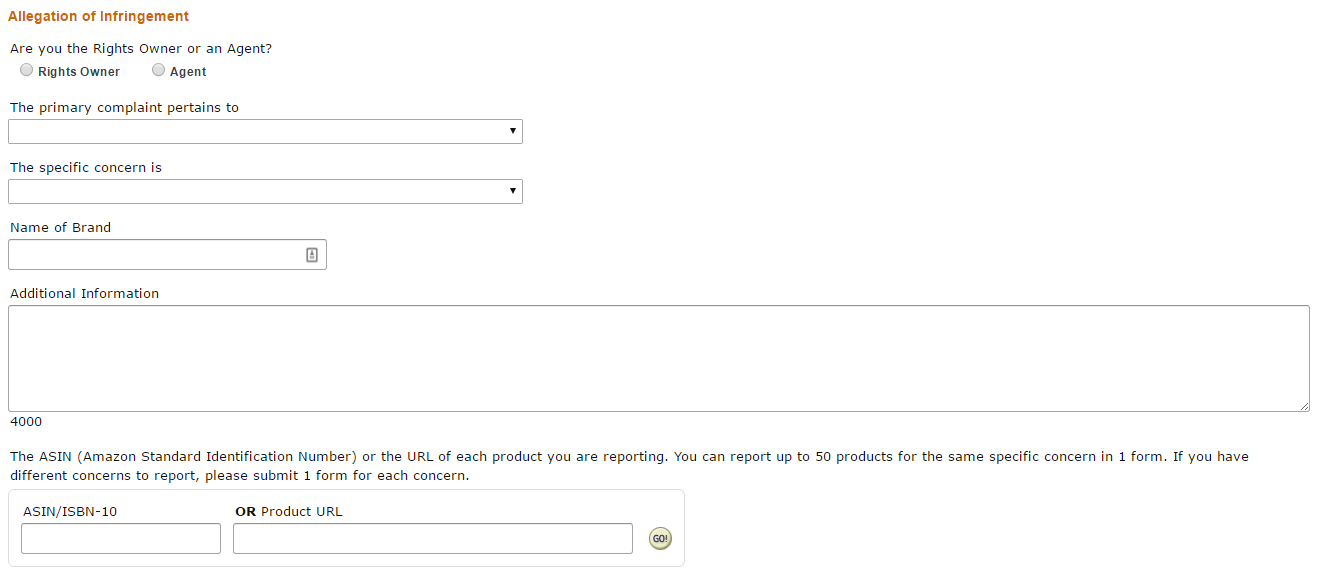 Allegation of Infringement
Are you the Rights Owner or an Agent?
Rights Owner Agent
The primary complaint pertains to
The specific concern is
Name of Brand
Additional Information
4000
The ASIN (Amazon Standard Identification Number) or the URL of each product you are reporting. You can report up to 50 products for the same specific concern in 1 form. If you have
different concerns to report, please submit 1 form for each concern.
ASIN/ISBN-10 OR Product URL
GO!